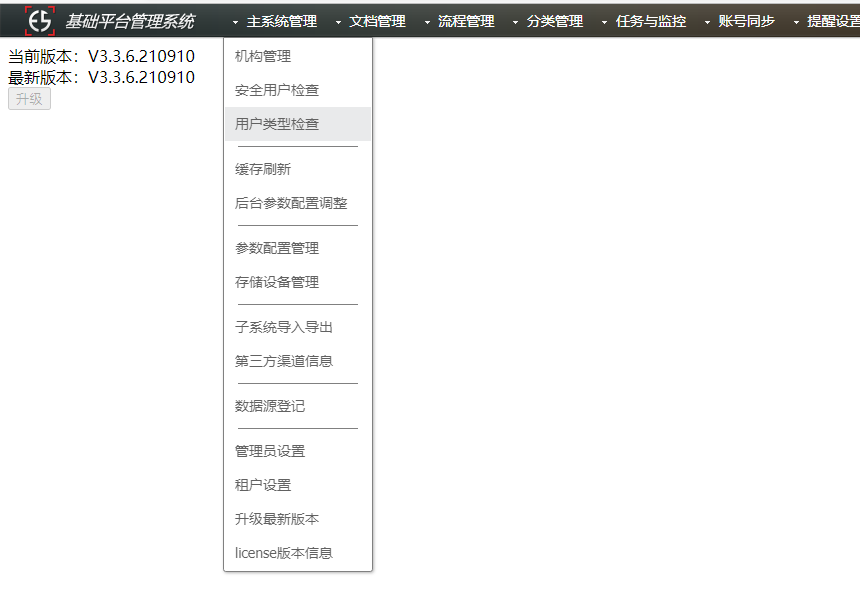 E5 基础平台管理系统 主系统管理 文档管理 流程管理 分类管理 任务与监控 账号同步 提醒设置
当前版本：V3.3.6.210910
最新版本：V3.3.6.210910
升级
机构管理
安全用户检查
用户类型检查
缓存刷新
后台参数配置调整
参数配置管理
存储设备管理
子系统导入导出
第三方渠道信息
数据源登记
管理员设置
租户设置
升级最新版本
license版本信息